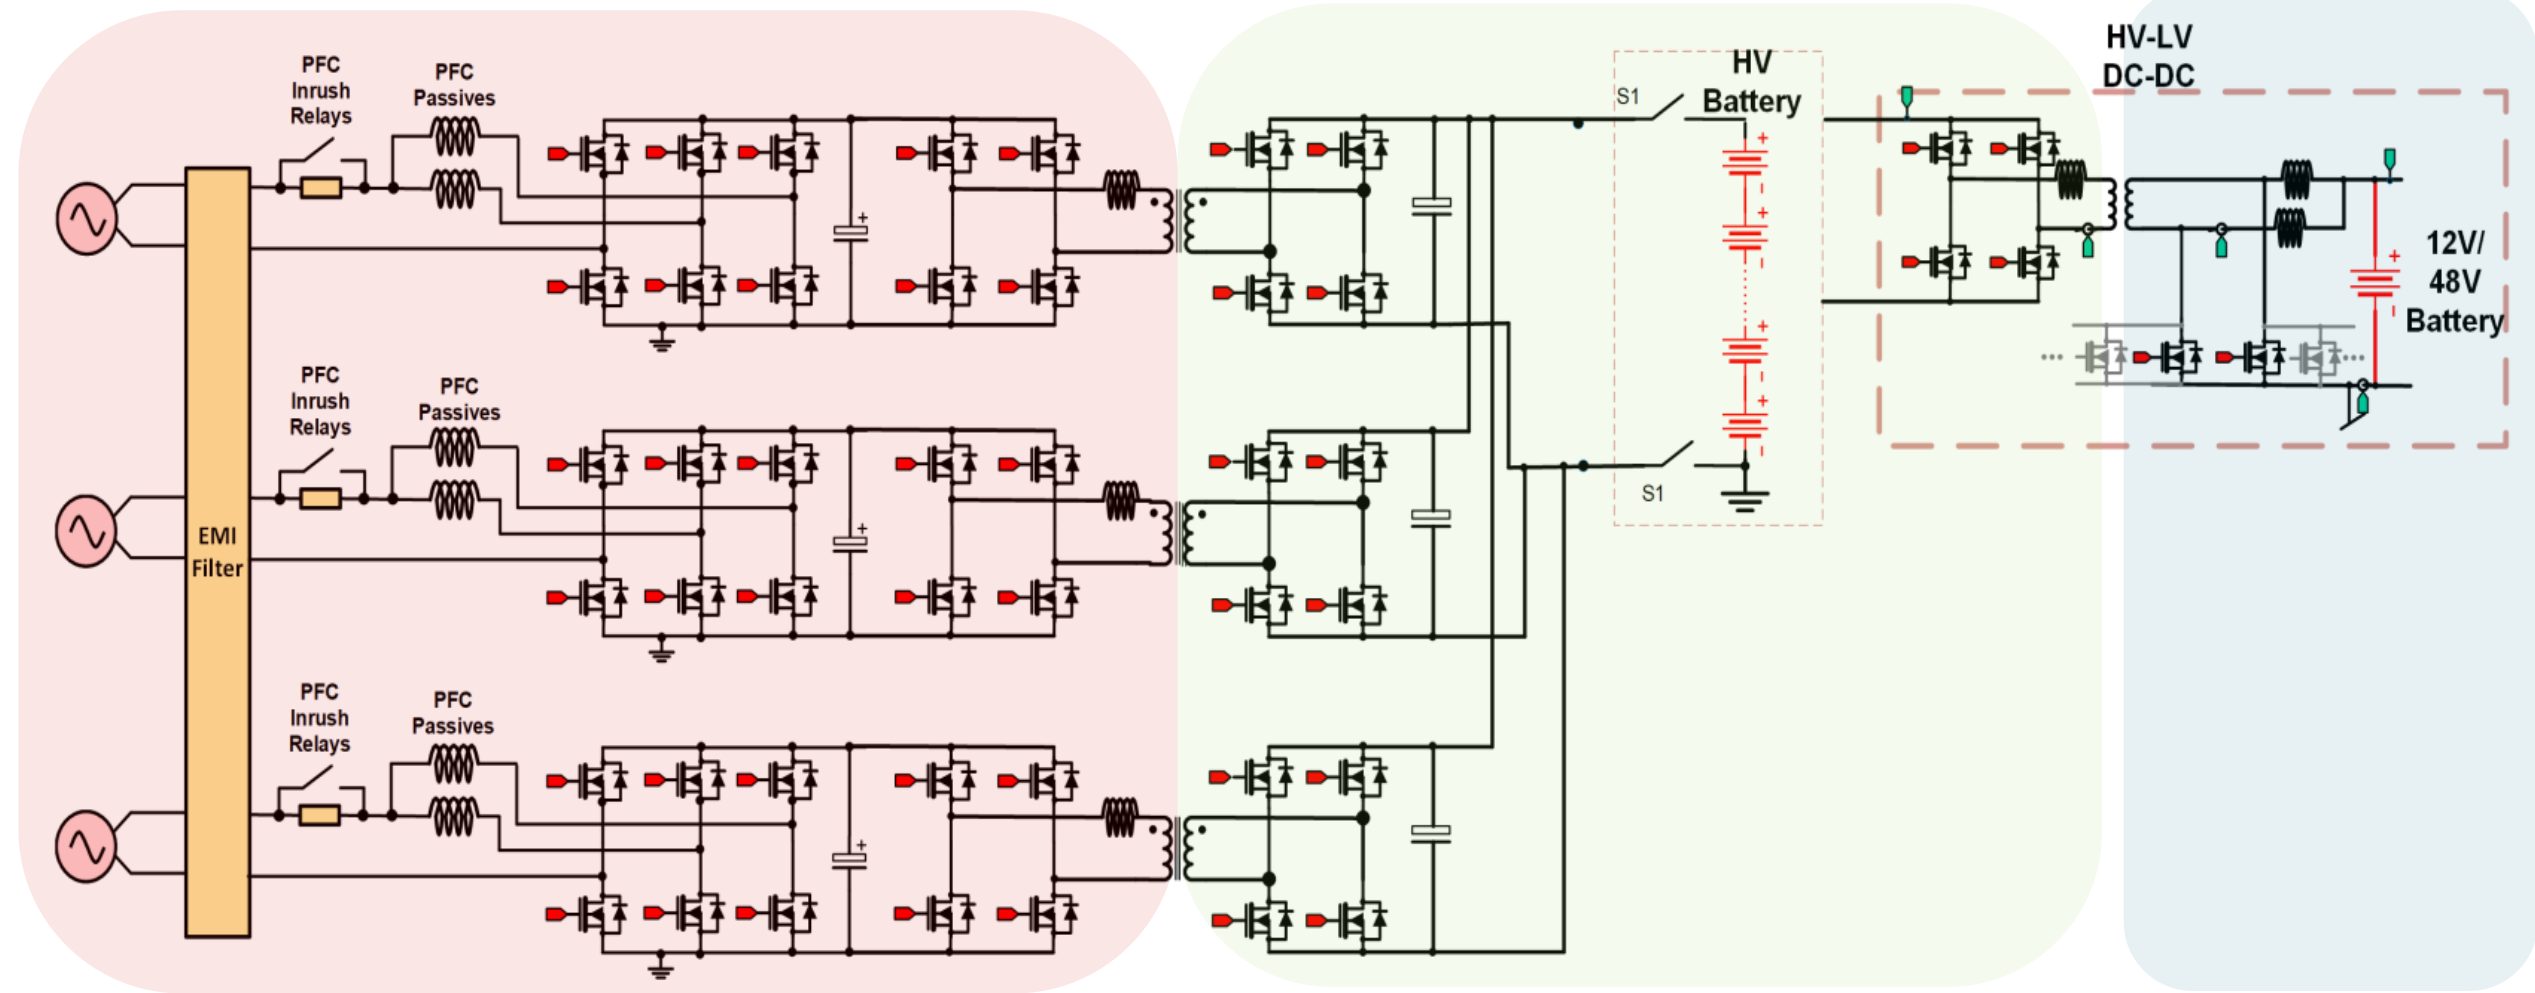 HV-LV
DC-DC
PFC
Inrush
Relays
PFC
Passives
S1
HV
Battery
+
+
12V/
48V
Battery
+
+
+
+
PFC
Inrush
Relays
PFC
Passives
+
S1
EMI
Filter
PFC
Inrush
Relays
PFC
Passives
+